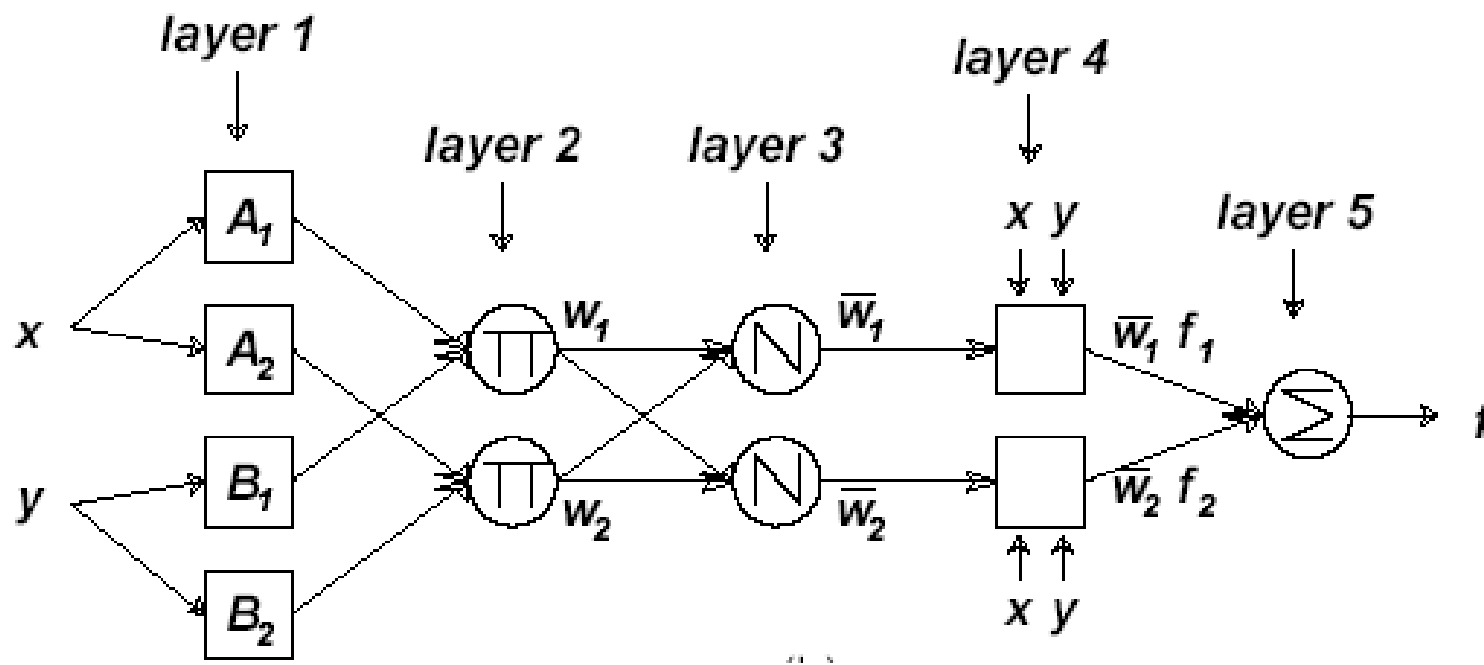 layer 1
layer 4
layer 2 layer 3
x y layer 5
A₁
w₁ w̅₁
x Π N w̅₁ f₁
A₂
Σ
B₁
y Π N w̅₂ f₂
w₂ w̅₂
B₂ x y